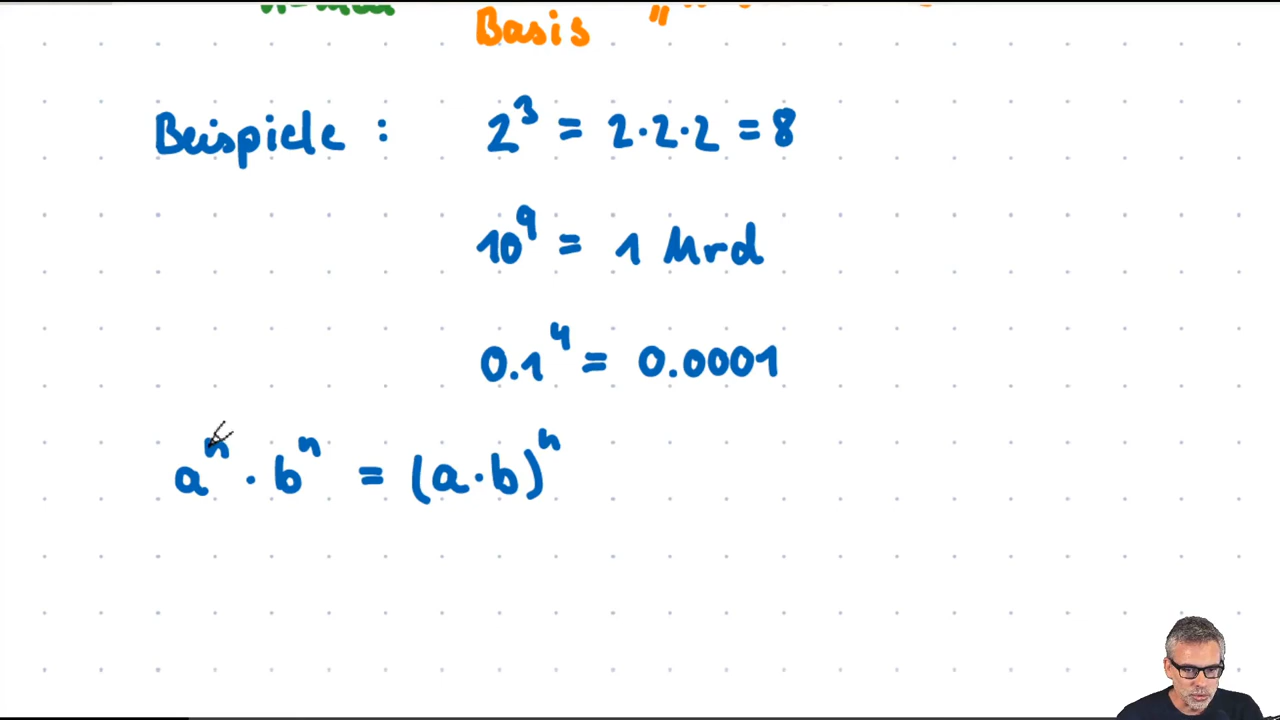 Basis
Beispiele : 2³ = 2·2·2 = 8
10⁹ = 1 Mrd
0.1⁴ = 0.0001
aⁿ · bⁿ = (a·b)ⁿ